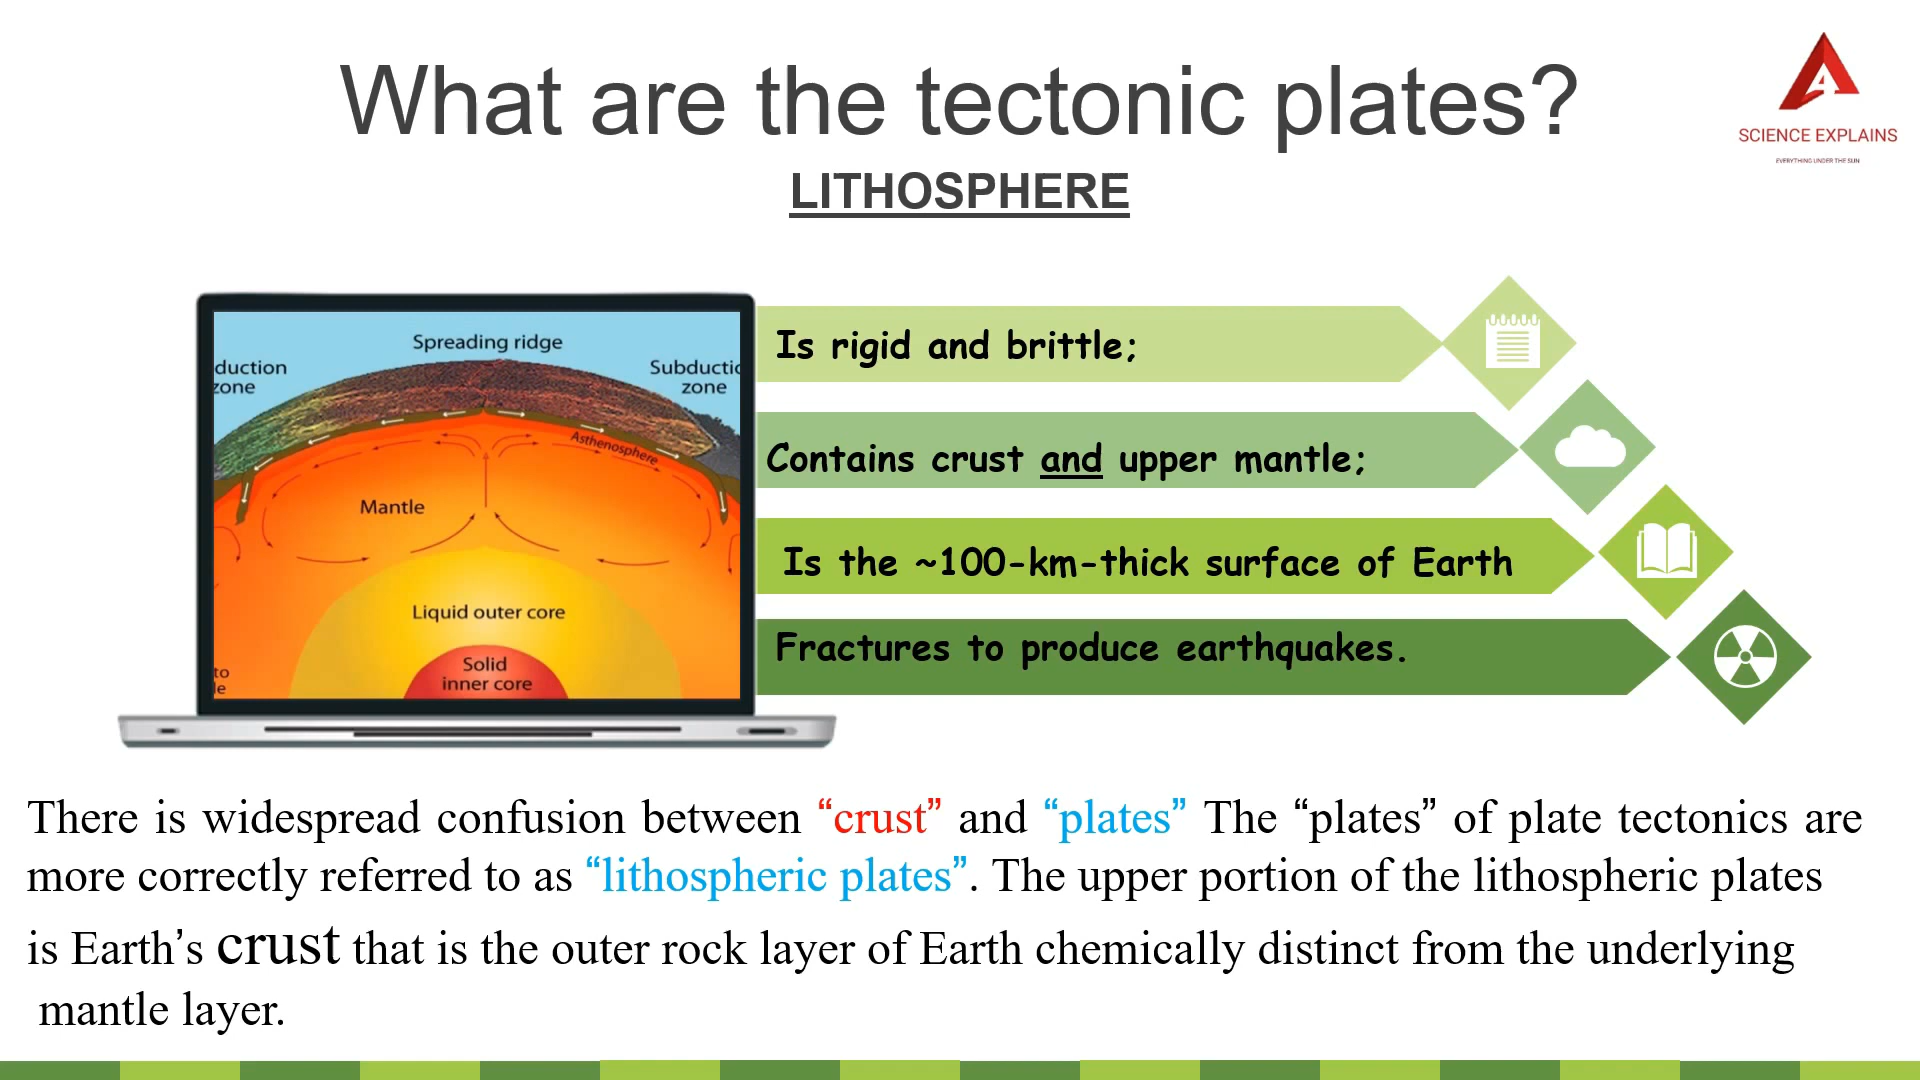 What are the tectonic plates?
LITHOSPHERE
SCIENCE EXPLAINS
EVERYTHING UNDER THE SUN
Spreading ridge
duction
zone
Subductio
zone
Asthenosphere
Mantle
Liquid outer core
Solid
inner core
to
le
Is rigid and brittle;
Contains crust and upper mantle;
Is the ~100-km-thick surface of Earth
Fractures to produce earthquakes.
There is widespread confusion between “crust” and “plates” The “plates” of plate tectonics are
more correctly referred to as “lithospheric plates”. The upper portion of the lithospheric plates
is Earth’s crust that is the outer rock layer of Earth chemically distinct from the underlying
mantle layer.